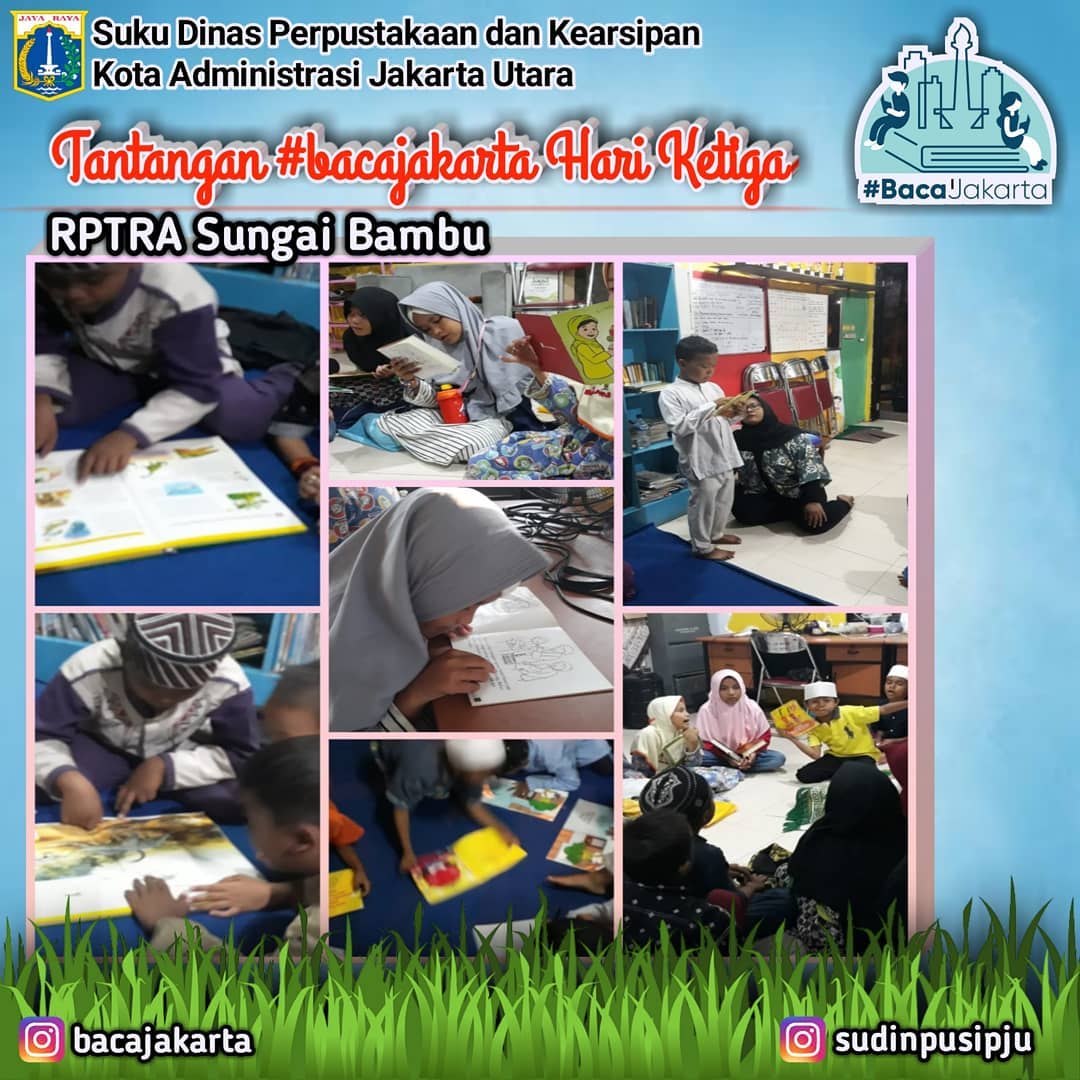 JAYA RAYA
Suku Dinas Perpustakaan dan Kearsipan
Kota Administrasi Jakarta Utara
Tantangan #bacajakarta Hari Ketiga
#BacaJakarta
RPTRA Sungai Bambu
bacajakarta
sudinpusipju